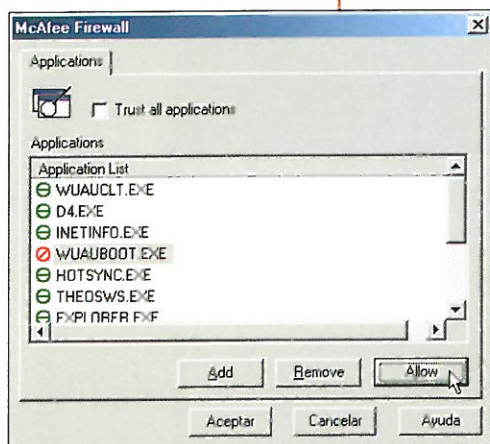 McAfee Firewall
Applications
Trust all applications
Applications
Application List
WUAUCLT.EXE
D4.EXE
INETINFO.EXE
WUAUBOOT.EXE
HOTSYNC.EXE
THEOSWS.EXE
EXPLORER.EXE
Add
Remove
Allow
Aceptar
Cancelar
Ayuda